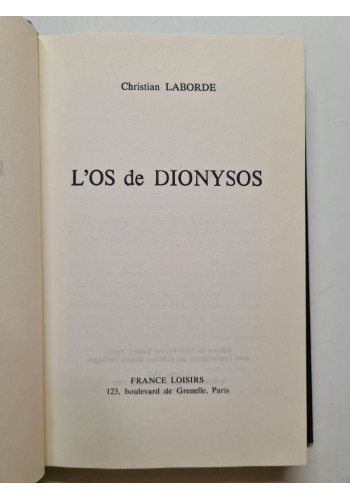 Christian LABORDE
L'OS de DIONYSOS
FRANCE LOISIRS
123, boulevard de Grenelle, Paris